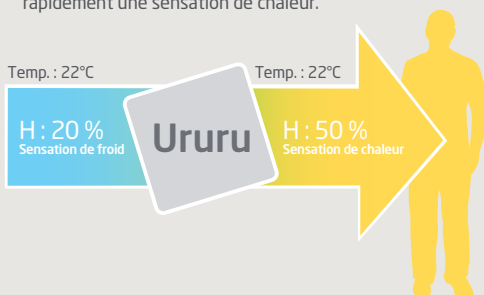 rapidement une sensation de chaleur.
Temp. : 22°C
Temp. : 22°C
H : 20 %
Sensation de froid
Ururu
H : 50 %
Sensation de chaleur